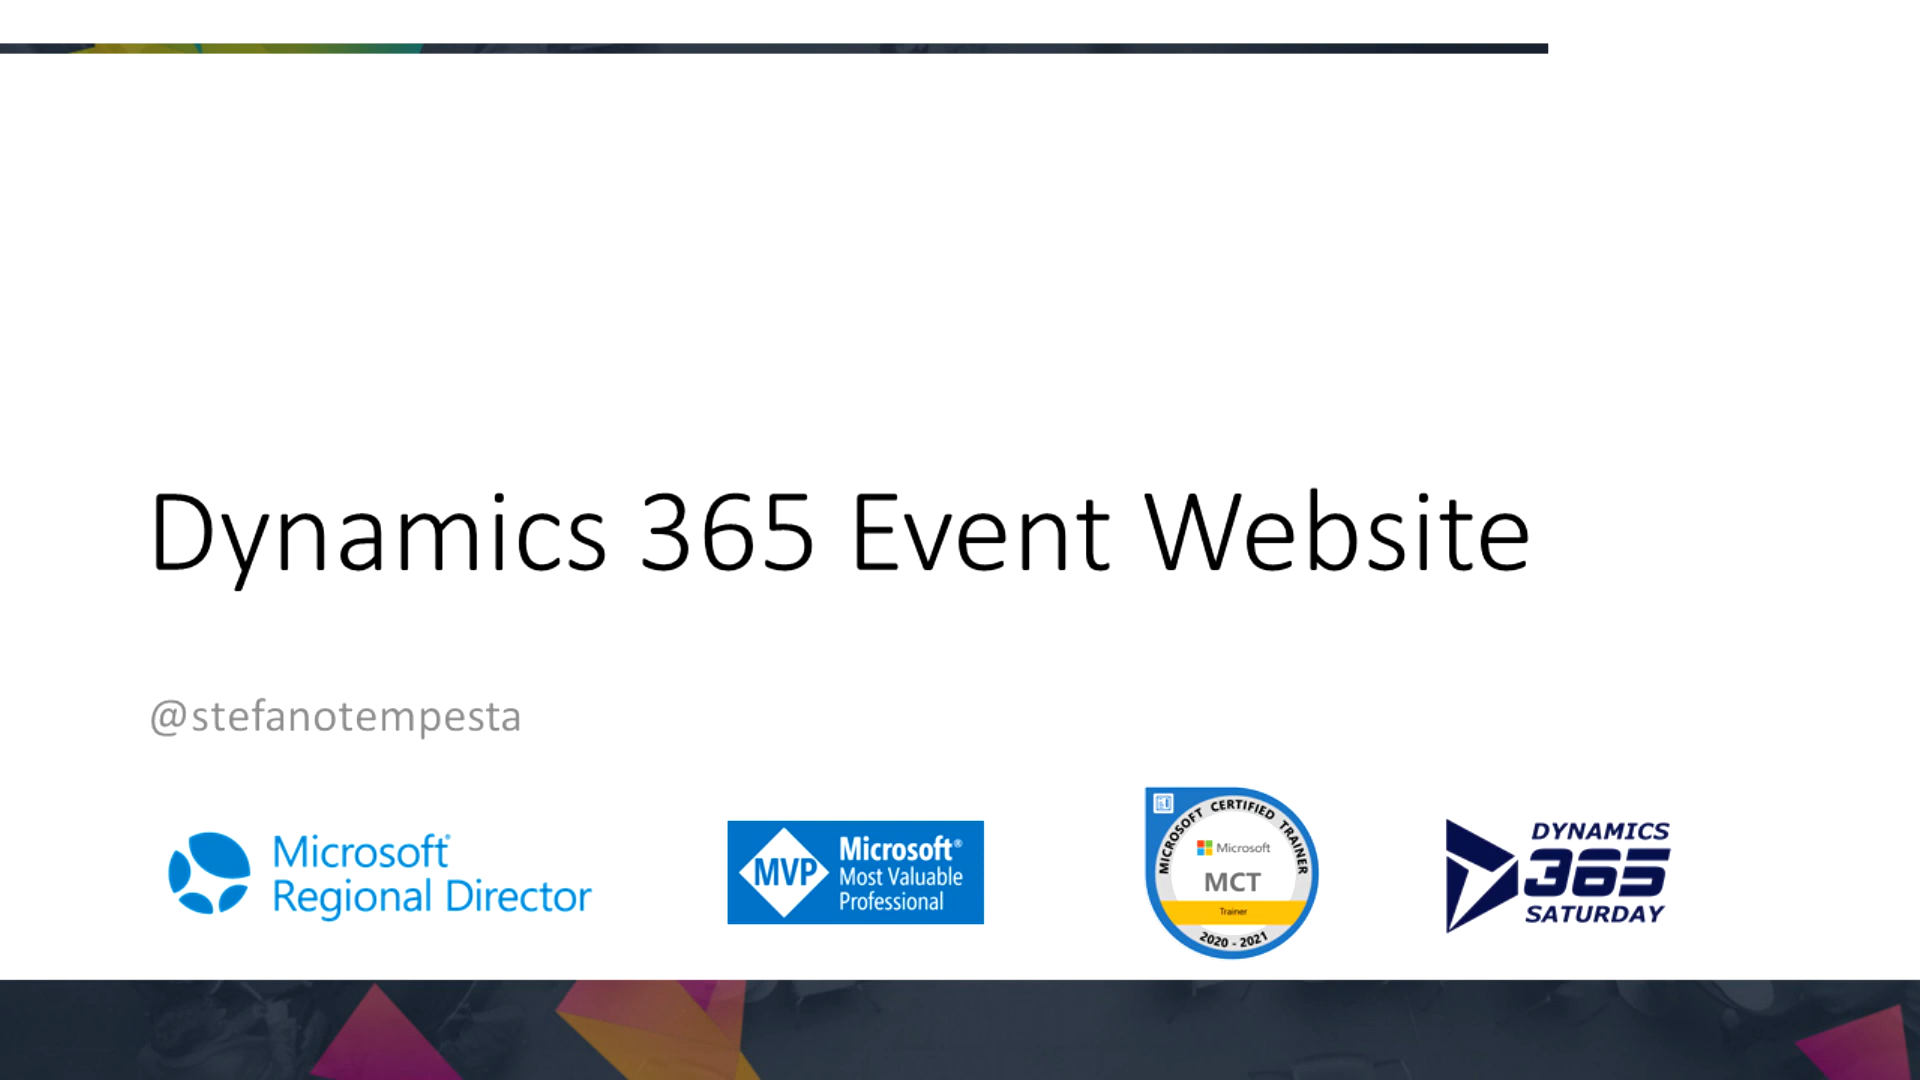 Dynamics 365 Event Website
@stefanotempesta
Microsoft
Regional Director
MVP
Microsoft®
Most Valuable
Professional
MICROSOFT CERTIFIED TRAINER
Microsoft
MCT
Trainer
2020 - 2021
DYNAMICS
365
SATURDAY